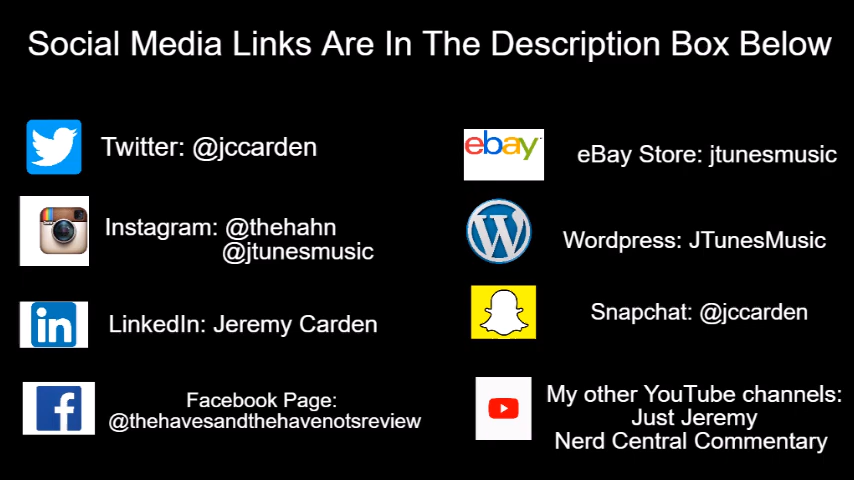 Social Media Links Are In The Description Box Below
Twitter: @jccarden
Instagram: @thehahn
@jtunesmusic
in LinkedIn: Jeremy Carden
f
Facebook Page:
@thehavesandthehavenotsreview
ebay
eBay Store: jtunesmusic
W
Wordpress: JTunesMusic
Snapchat: @jccarden
My other YouTube channels:
Just Jeremy
Nerd Central Commentary